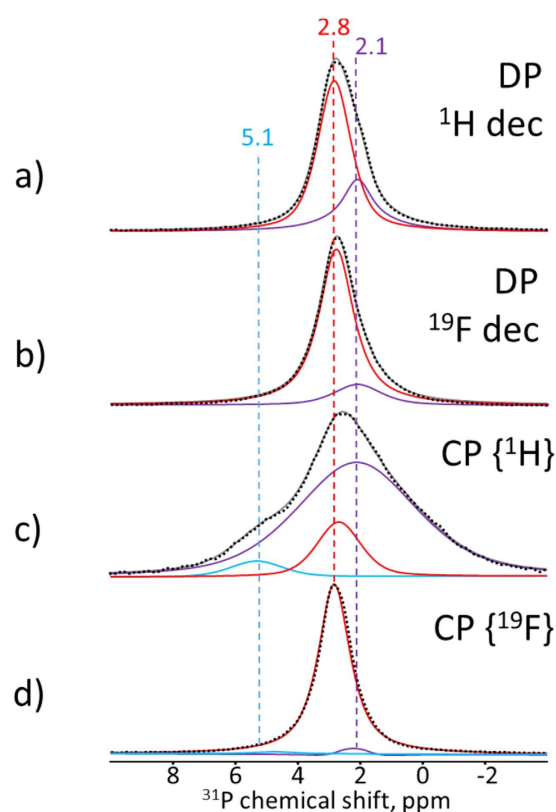 2.8
2.1
5.1
DP
¹H dec
a)
DP
¹⁹F dec
b)
CP {¹H}
c)
CP {¹⁹F}
d)
8 6 4 2 0 -2
³¹P chemical shift, ppm